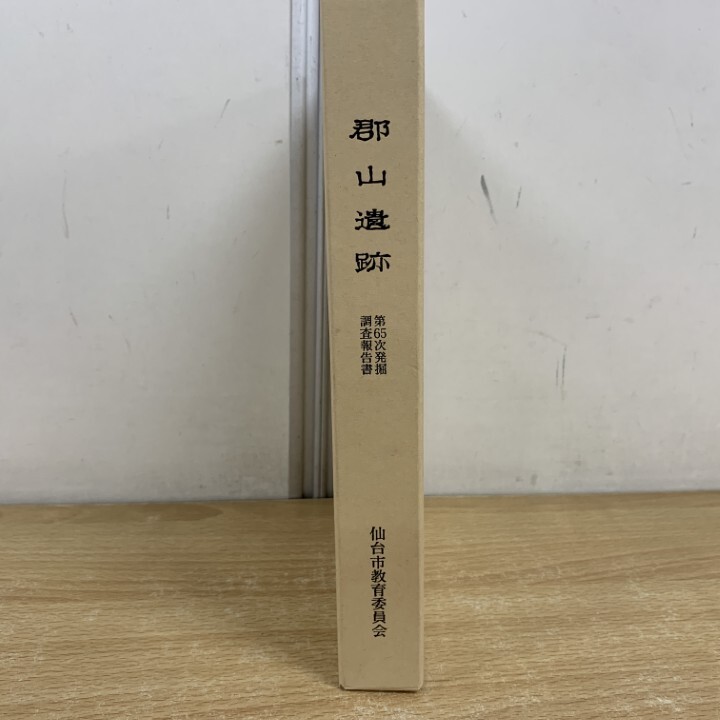 郡山遺跡
第65次発掘
調査報告書
仙台市教育委員会